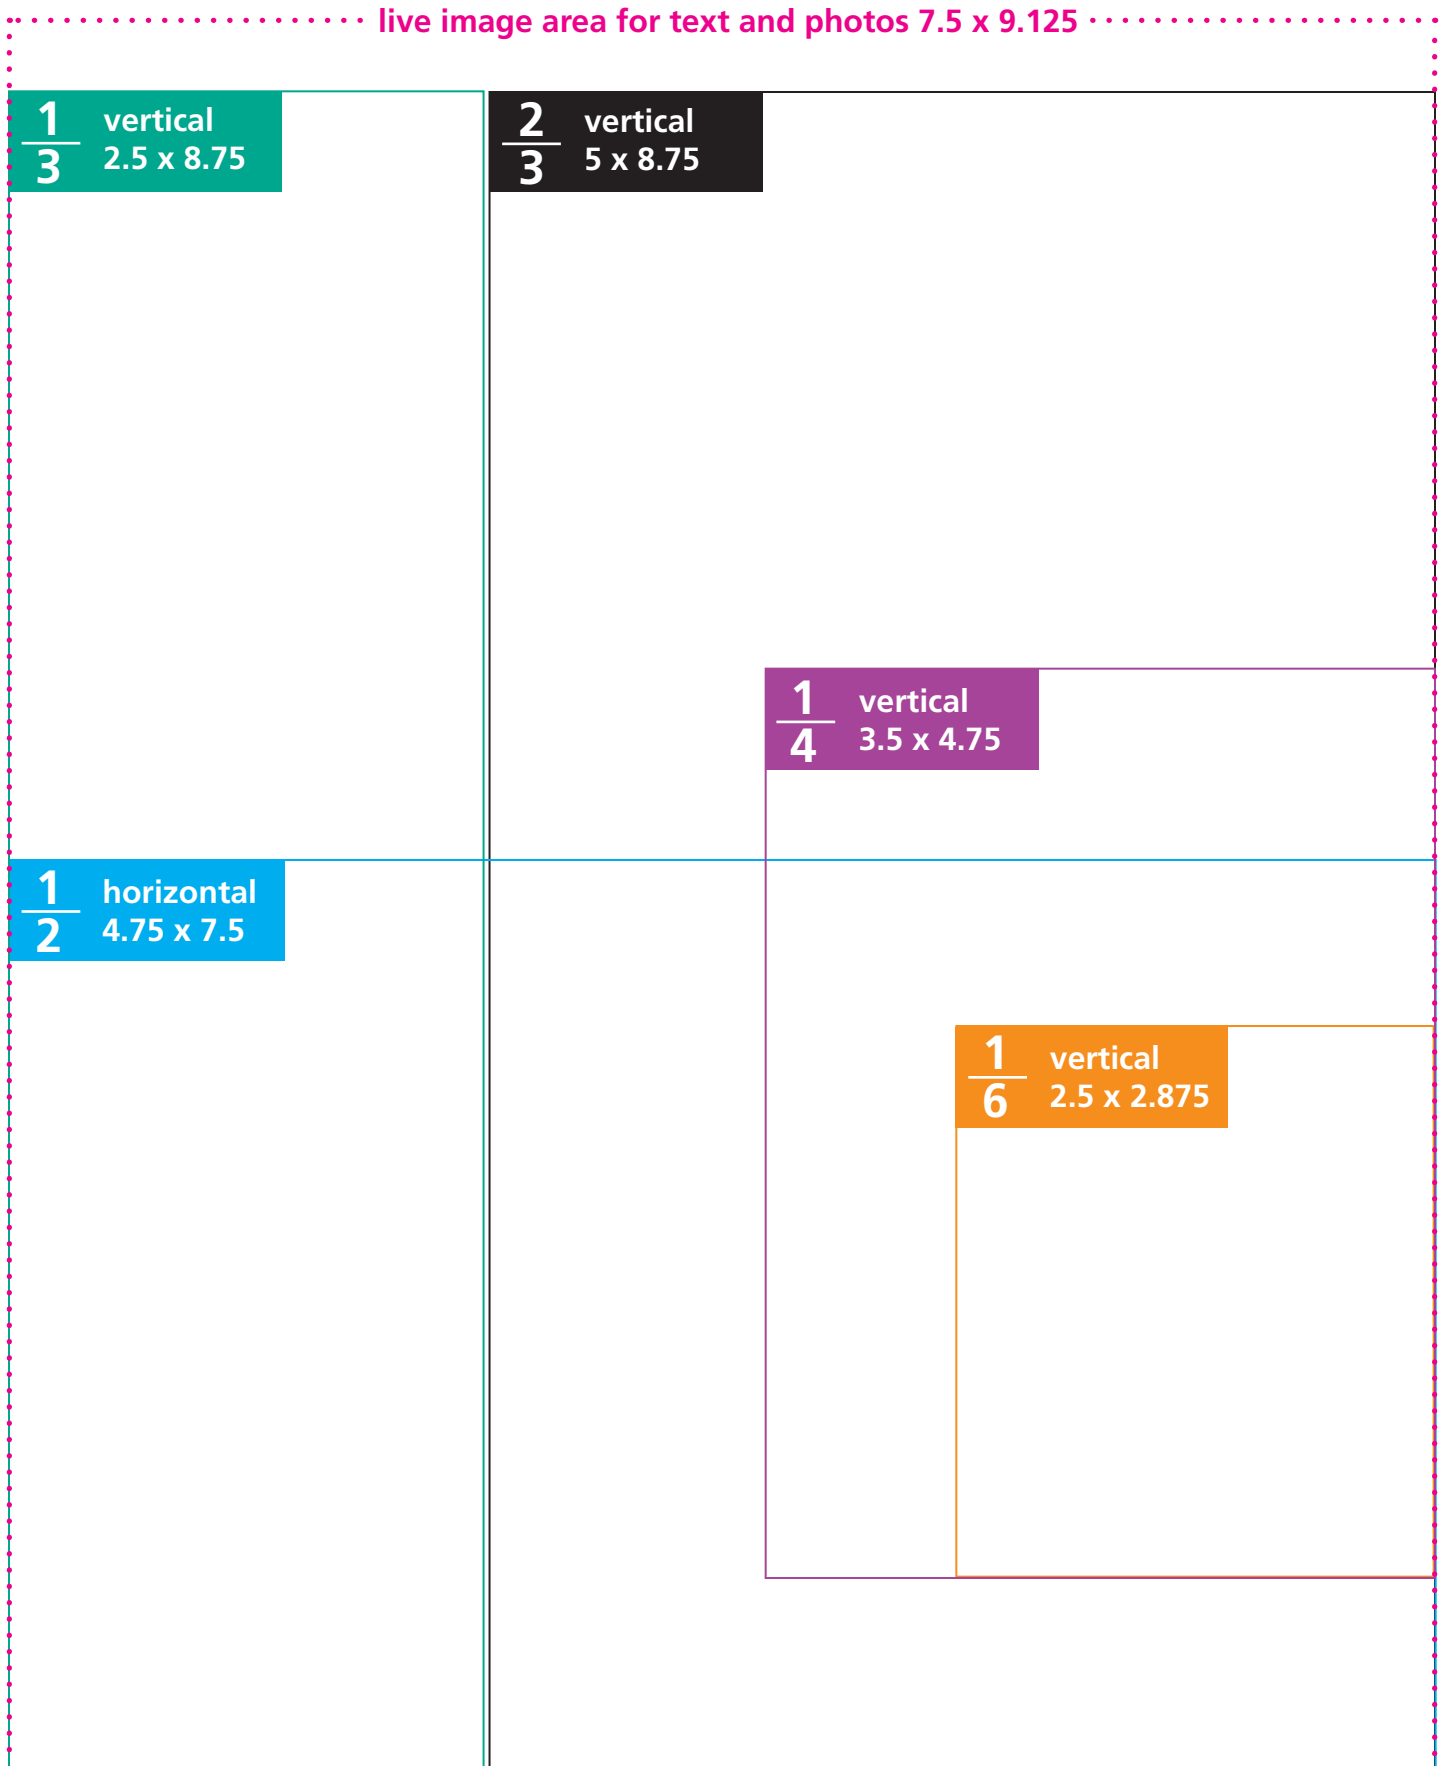 live image area for text and photos 7.5 x 9.125
1
3
vertical
2.5 x 8.75
2
3
vertical
5 x 8.75
1
4
vertical
3.5 x 4.75
1
2
horizontal
4.75 x 7.5
1
6
vertical
2.5 x 2.875